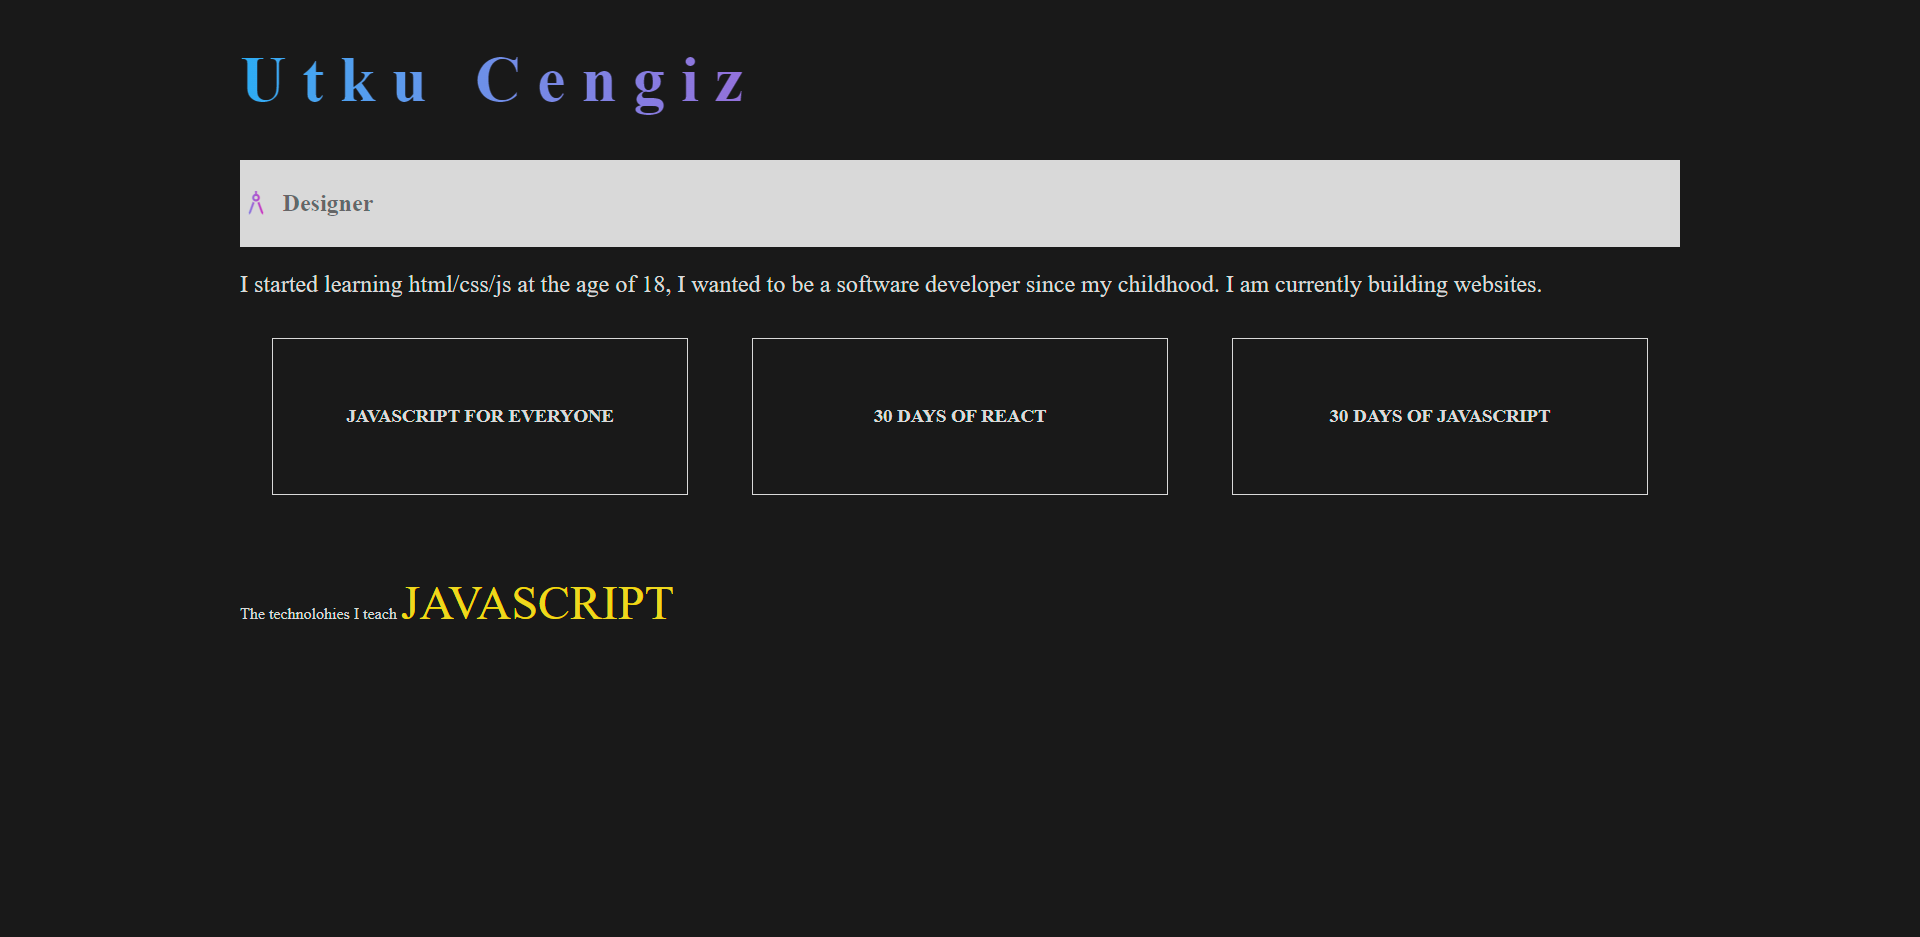 Utku Cengiz
Designer
I started learning html/css/js at the age of 18, I wanted to be a software developer since my childhood. I am currently building websites.
JAVASCRIPT FOR EVERYONE
30 DAYS OF REACT
30 DAYS OF JAVASCRIPT
The technolohies I teach JAVASCRIPT